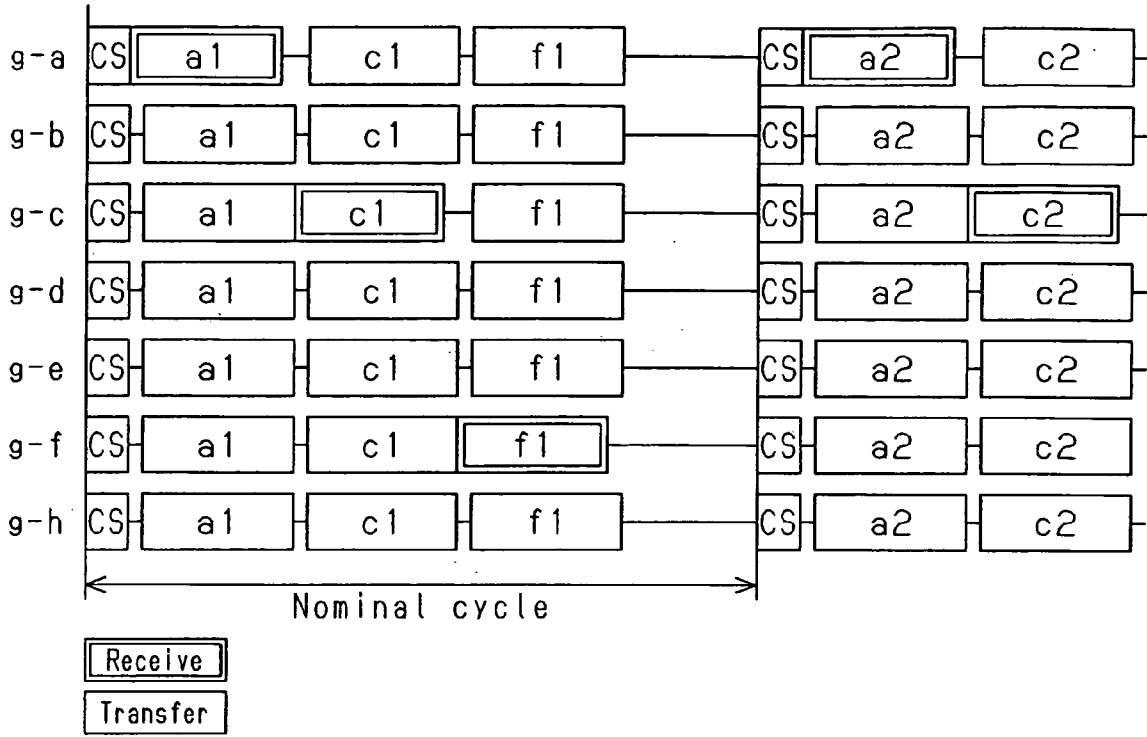 g-a CS a1 c1 f1 CS a2 c2
g-b CS a1 c1 f1 CS a2 c2
g-c CS a1 c1 f1 CS a2 c2
g-d CS a1 c1 f1 CS a2 c2
g-e CS a1 c1 f1 CS a2 c2
g-f CS a1 c1 f1 CS a2 c2
g-h CS a1 c1 f1 CS a2 c2
Nominal cycle
Receive
Transfer